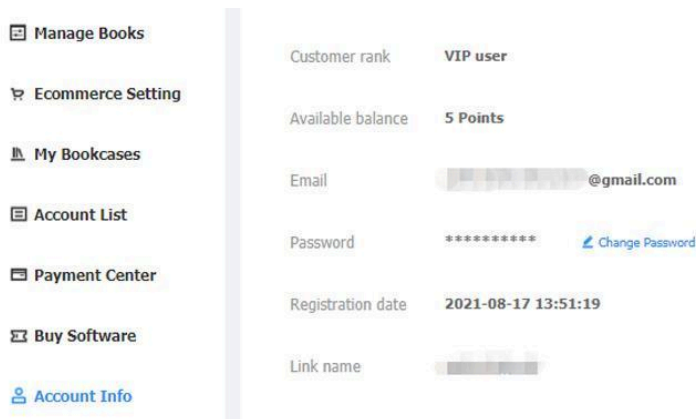 Manage Books
Ecommerce Setting
My Bookcases
Account List
Payment Center
Buy Software
Account Info
Customer rank VIP user
Available balance 5 Points
Email @gmail.com
Password ********** Change Password
Registration date 2021-08-17 13:51:19
Link name